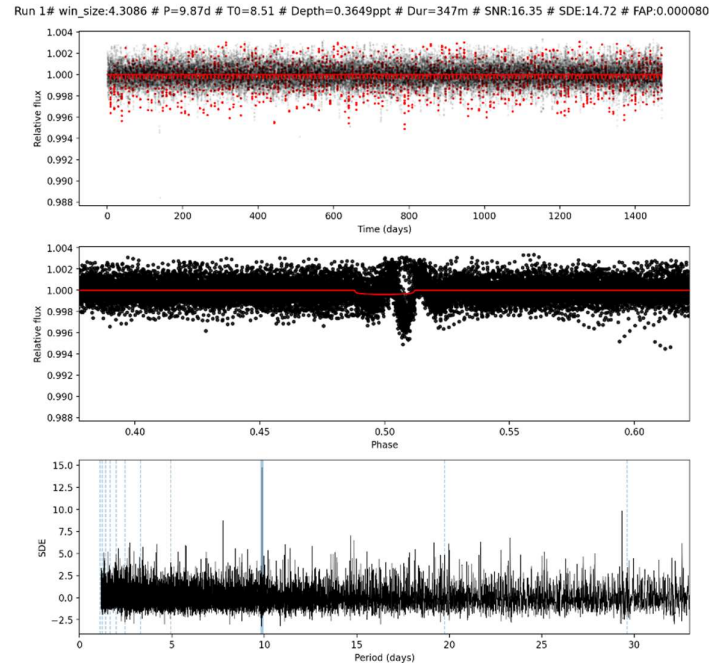 Run 1# win_size:4.3086 # P=9.87d # T0=8.51 # Depth=0.3649ppt # Dur=347m # SNR:16.35 # SDE:14.72 # FAP:0.000080
1.004
1.002
1.000
0.998
0.996
0.994
0.992
0.990
0.988
Relative flux
0 200 400 600 800 1000 1200 1400
Time (days)
1.004
1.002
1.000
0.998
0.996
0.994
0.992
0.990
0.988
Relative flux
0.40 0.45 0.50 0.55 0.60
Phase
15.0
12.5
10.0
7.5
5.0
2.5
0.0
−2.5
SDE
0 5 10 15 20 25 30
Period (days)